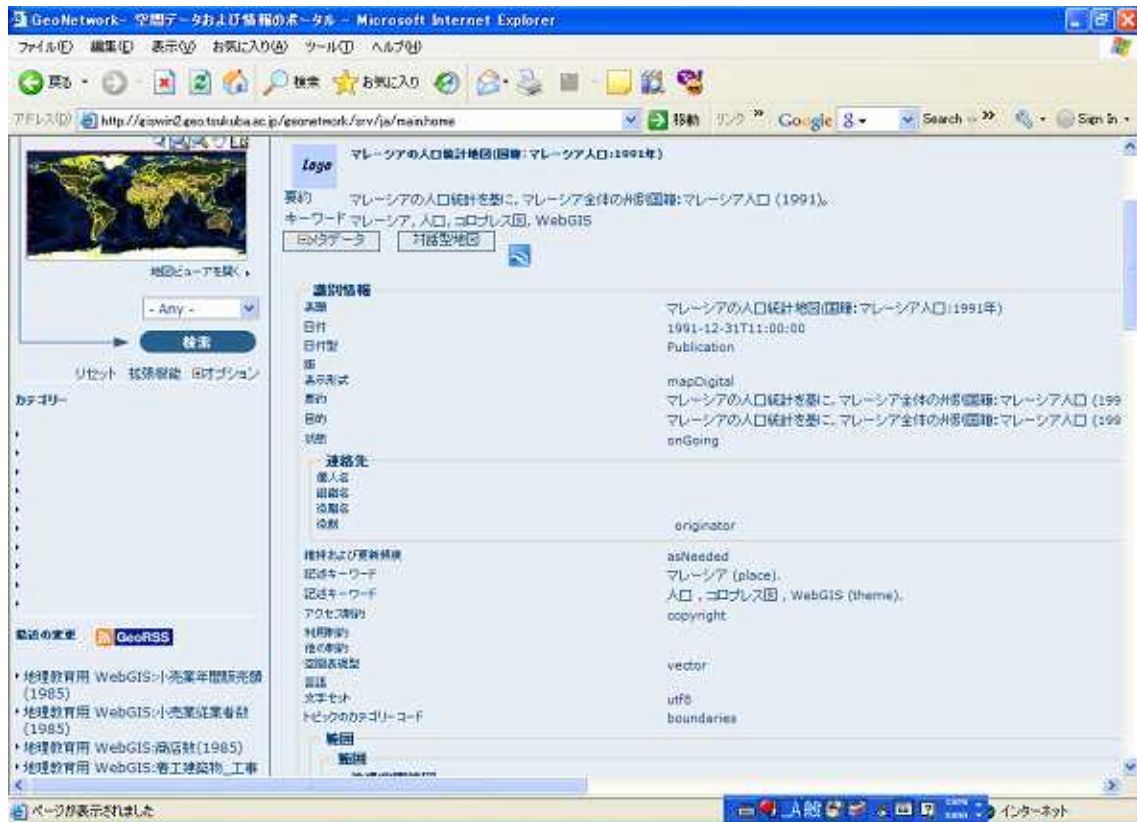 GeoNetwork- 空間データおよび情報のポータル - Microsoft Internet Explorer
ファイル(F) 編集(E) 表示(V) お気に入り(A) ツール(T) ヘルプ(H)
戻る 検索 お気に入り
アドレス(D) http://giswin2.geo.tsukuba.ac.jp/geonetwork/srv/ja/mainhome 移動 リンク Google Search Sign In
地図ビューアを開く
- Any -
検索
リセット 拡張機能 オプション
カテゴリー
最近の変更 GeoRSS
地理教育用 WebGIS:小売業年間販売額 (1985)
地理教育用 WebGIS:小売業従業者数 (1985)
地理教育用 WebGIS:商店数(1985)
地理教育用 WebGIS:着工建築物_工事
Logo
マレーシアの人口統計地図(国籍:マレーシア人口:1991年)
要約 マレーシアの人口統計を基に, マレーシア全体の州別国籍:マレーシア人口 (1991)。
キーワード マレーシア, 人口, コロプレス図, WebGIS
メタデータ 対話型地図
識別情報
表題 マレーシアの人口統計地図(国籍:マレーシア人口:1991年)
日付 1991-12-31T11:00:00
日付型 Publication
版
表示形式 mapDigital
要約 マレーシアの人口統計を基に, マレーシア全体の州別国籍:マレーシア人口 (199
目的 マレーシアの人口統計を基に, マレーシア全体の州別国籍:マレーシア人口 (199
状態 onGoing
連絡先
個人名
組織名
役職名
役割 originator
維持および更新頻度 asNeeded
記述キーワード マレーシア (place).
記述キーワード 人口 , コロプレス図 , WebGIS (theme).
アクセス制約 copyright
利用制約
他の制約
空間表現型 vector
言語
文字セット utf8
トピックのカテゴリーコード boundaries
範囲
範囲
ページが表示されました
A 般
インターネット